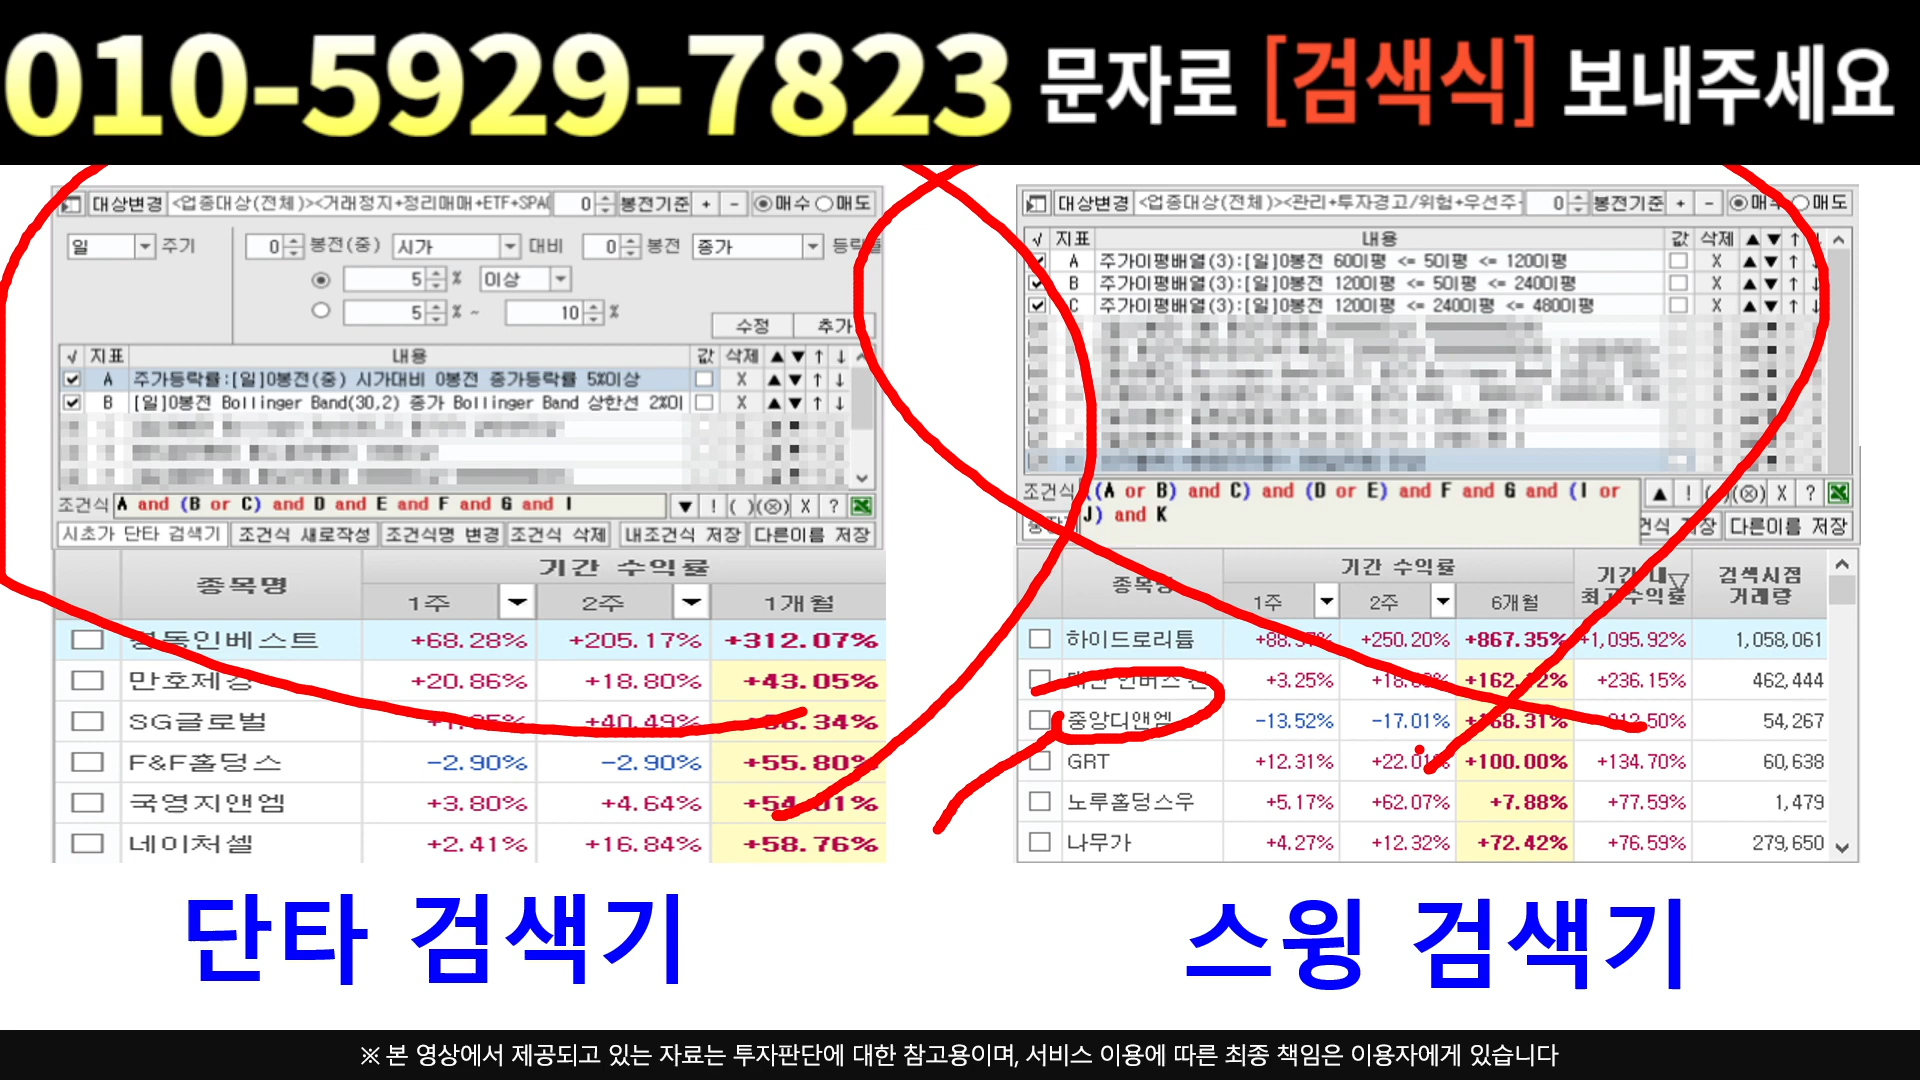 010-5929-7823 문자로 [검색식] 보내주세요
대상변경 <업종대상(전체)><거래정지+정리매매+ETF+SPA 0 봉전기준 + - 매수 매도
일 주기 0 봉전(중) 시가 대비 0 봉전 종가
5 % 이상
5 % ~ 10 %
수정 추가
√ 지표 내용 값 삭제 ▲ ▼ ↑ ↓
A 주가등락률:[일]0봉전(중) 시가대비 0봉전 종가등락률 5%이상 X ▲ ▼ ↑ ↓
B [일]0봉전 Bollinger Band(30,2) 종가 Bollinger Band 상한선 2%이 X ▲ ▼ ↑ ↓
조건식 A and (B or C) and D and E and F and G and I ▼ ! ( ) (⊗) X ?
시초가 단타 검색기 조건식 새로작성 조건식명 변경 조건식 삭제 내조건식 저장 다른이름 저장
종목명 기간 수익률
1주 2주 1개월
인베스트 +68.28% +205.17% +312.07%
만호제강 +20.86% +18.80% +43.05%
SG글로벌 +40.49%
F&F홀딩스 -2.90% -2.90% +55.80%
국영지앤엠 +3.80% +4.64%
네이처셀 +2.41% +16.84% +58.76%
단타 검색기
대상변경 <업종대상(전체)><관리+투자경고/위험+우선주+ 0 봉전기준 + - 매수 매도
√ 지표 내용 값 삭제 ▲ ▼ ↑
A 주가이평배열(3):[일]0봉전 60이평 <= 5이평 <= 120이평 X ▲ ▼ ↑
B 주가이평배열(3):[일]0봉전 120이평 <= 5이평 <= 240이평 X ▲ ▼ ↑
C 주가이평배열(3):[일]0봉전 120이평 <= 240이평 <= 480이평 X ▲ ▼ ↑ ↓
조건식 ((A or B) and C) and (D or E) and F and G and (I or ▲ ! (⊗) X ?
J) and K 저장 다른이름 저장
종목명 기간 수익률 기간 내 최고수익률 검색시점 거래량
1주 2주 6개월
하이드로리튬 +250.20% +867.35% +1,095.92% 1,058,061
+3.25% +236.15% 462,444
중앙디앤엠 -13.52% -17.01% 54,267
GRT +12.31% +100.00% +134.70% 60,638
노루홀딩스우 +5.17% +62.07% +7.88% +77.59% 1,479
나무가 +4.27% +12.32% +72.42% +76.59% 279,650
스윙 검색기
※ 본 영상에서 제공되고 있는 자료는 투자판단에 대한 참고용이며, 서비스 이용에 따른 최종 책임은 이용자에게 있습니다